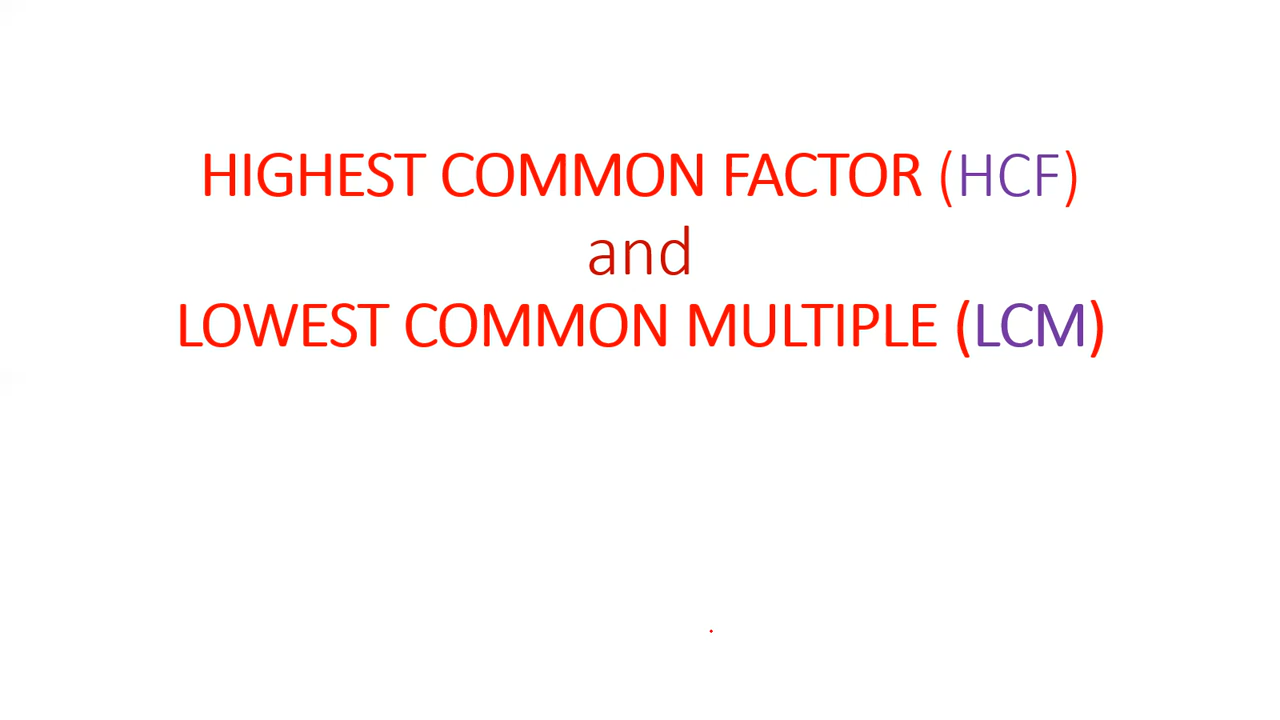 HIGHEST COMMON FACTOR (HCF)
and
LOWEST COMMON MULTIPLE (LCM)